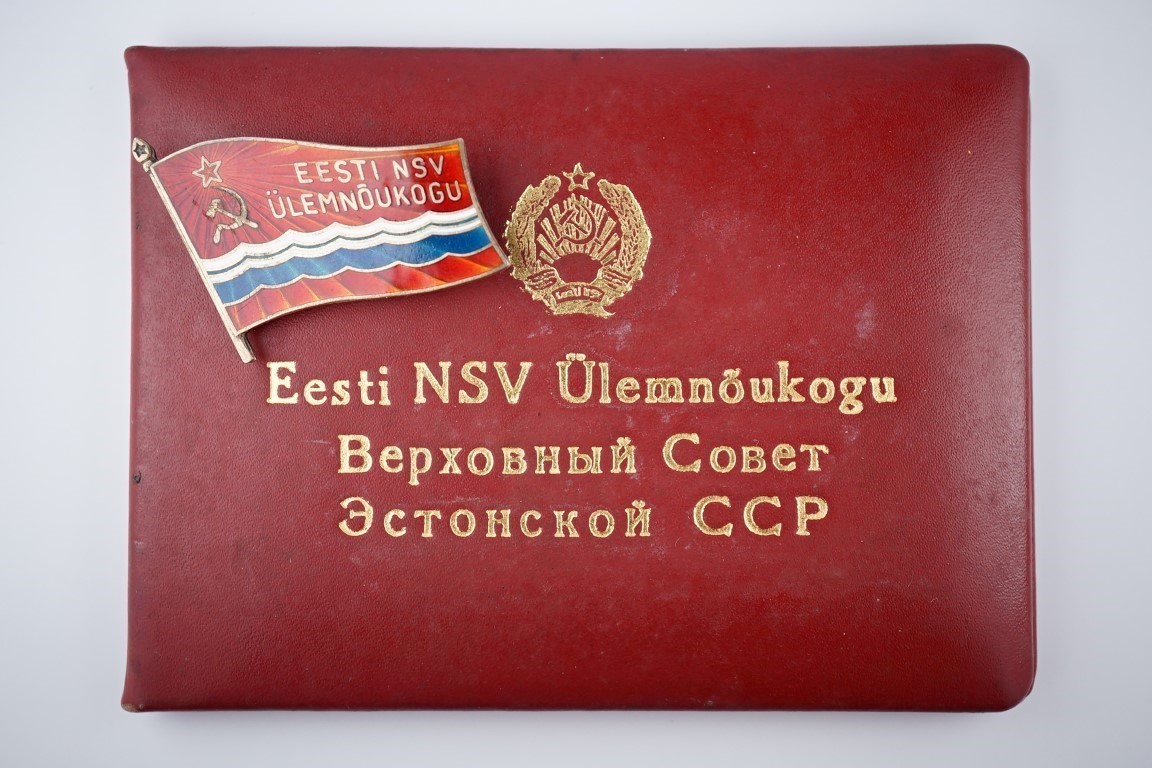 EESTI NSV
ÜLEMNÕUKOGU
Eesti NSV Ülemnõukogu
Верховный Совет
Эстонской ССР